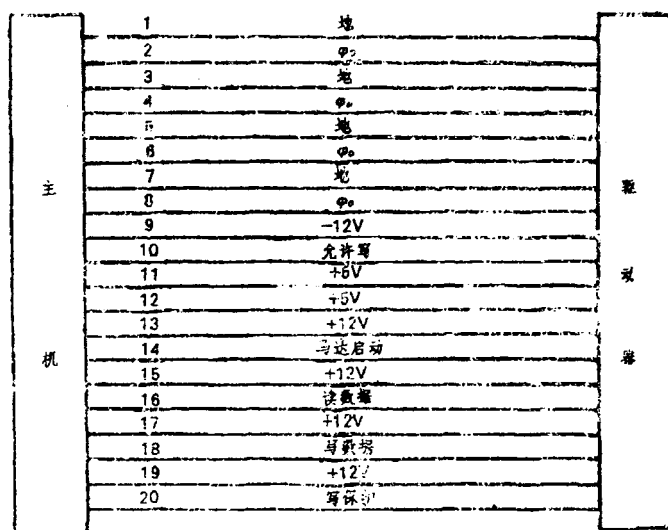 主机
驱动器
1 地
2 φ₀
3 地
4 φ₀
5 地
6 φ₀
7 地
8 φ₀
9 -12V
10 允许写
11 +5V
12 +5V
13 +12V
14 马达启动
15 +12V
16 读数据
17 +12V
18 写数据
19 +12V
20 写保护